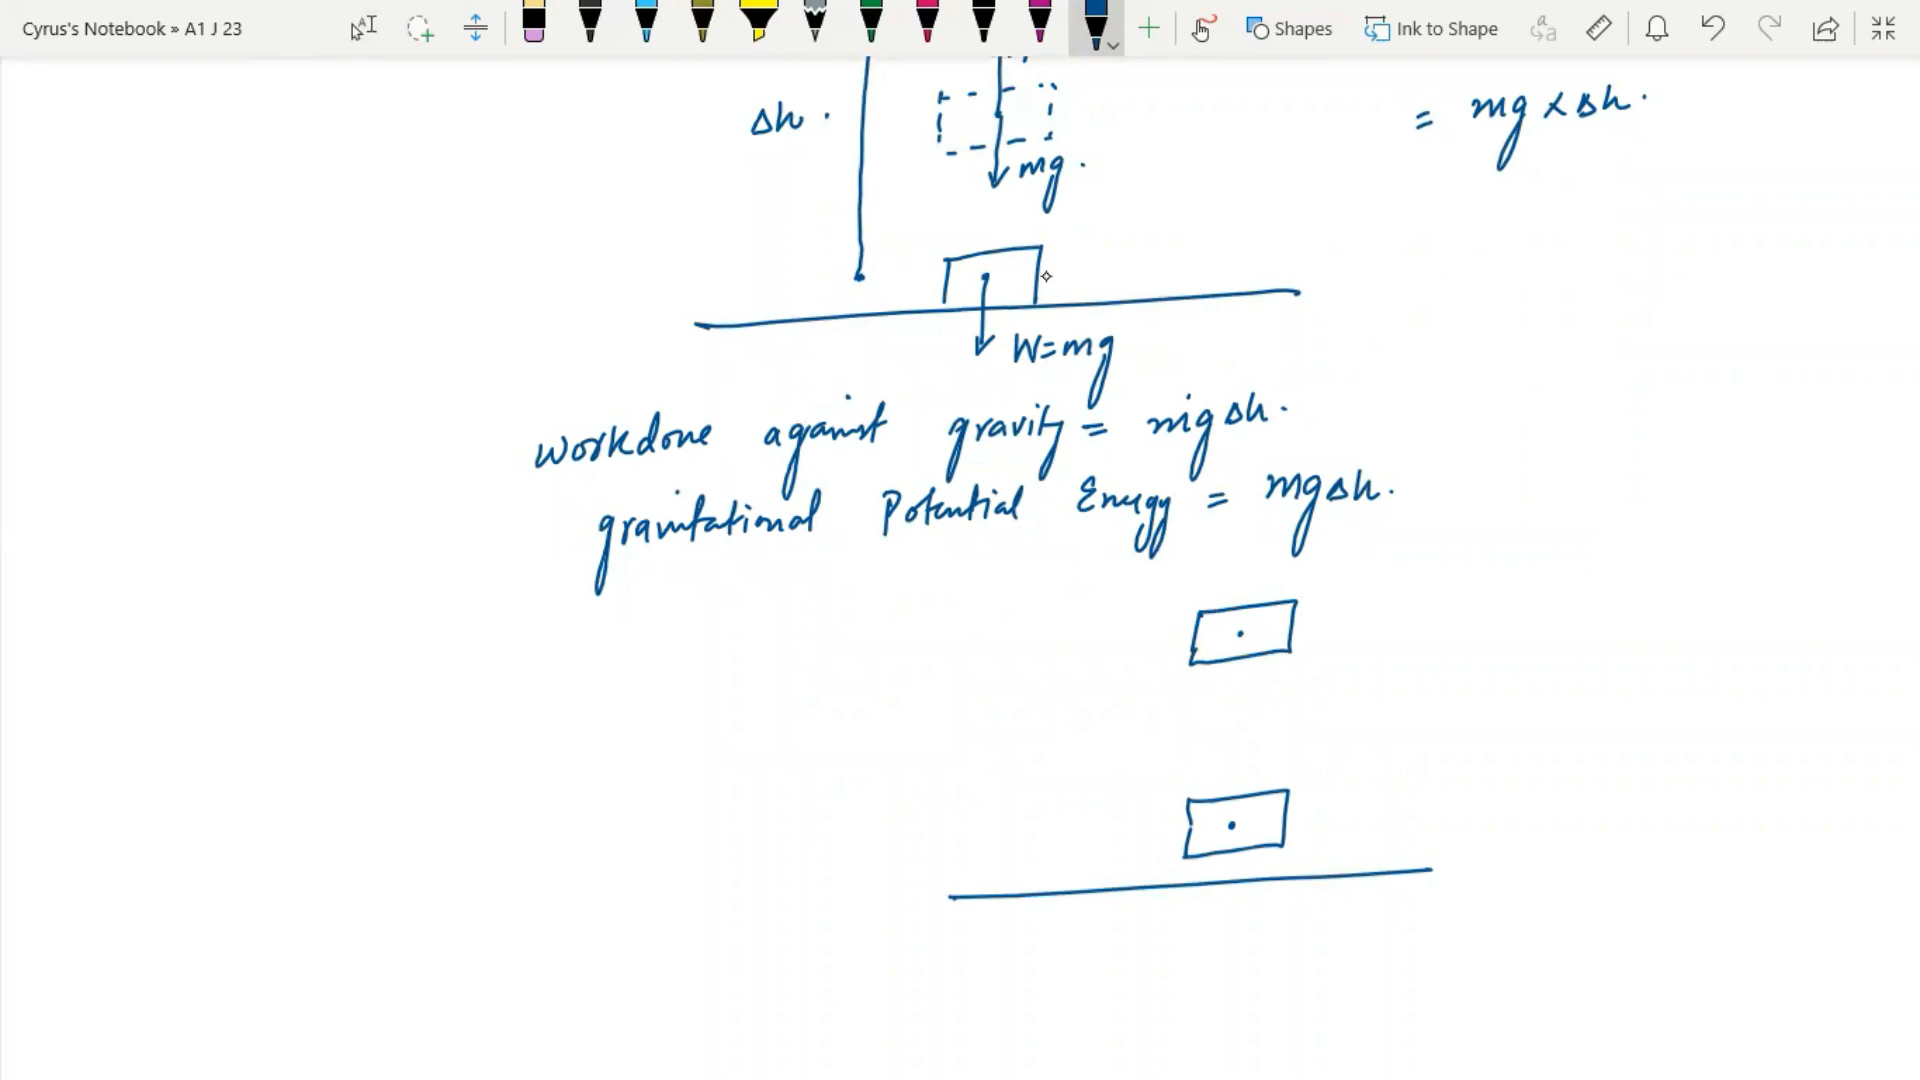 Cyrus's Notebook » A1 J 23
Shapes
Ink to Shape
Δh.
= mg × Δh.
mg.
W=mg
workdone against gravity = mgΔh.
gravitational Potential Energy = mgΔh.